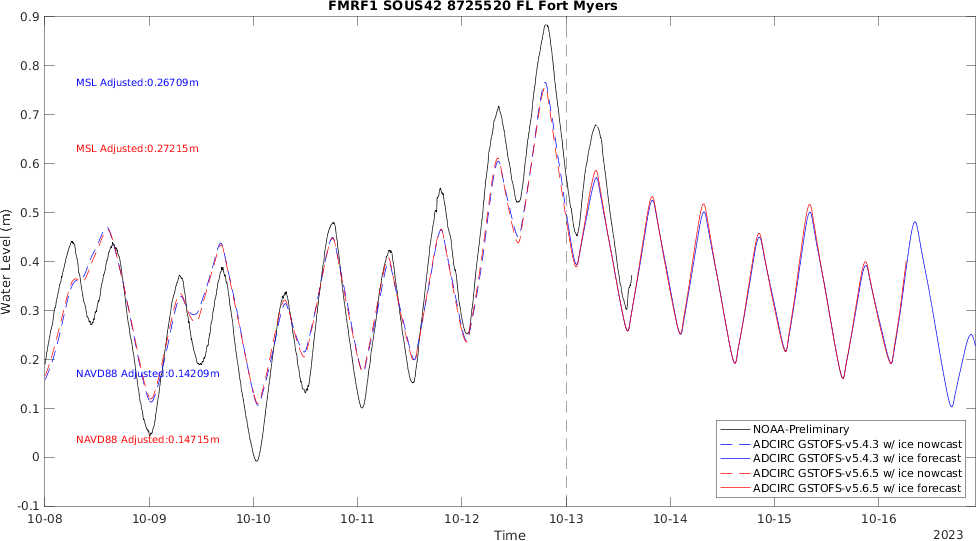 FMRF1 SOUS42 8725520 FL Fort Myers
0.9
0.8
0.7
0.6
0.5
0.4
0.3
0.2
0.1
0
-0.1
Water Level (m)
MSL Adjusted:0.26709m
MSL Adjusted:0.27215m
NAVD88 Adjusted:0.14209m
NAVD88 Adjusted:0.14715m
NOAA-Preliminary
ADCIRC GSTOFS-v5.4.3 w/ ice nowcast
ADCIRC GSTOFS-v5.4.3 w/ ice forecast
ADCIRC GSTOFS-v5.6.5 w/ ice nowcast
ADCIRC GSTOFS-v5.6.5 w/ ice forecast
10-08 10-09 10-10 10-11 10-12 10-13 10-14 10-15 10-16
Time
2023